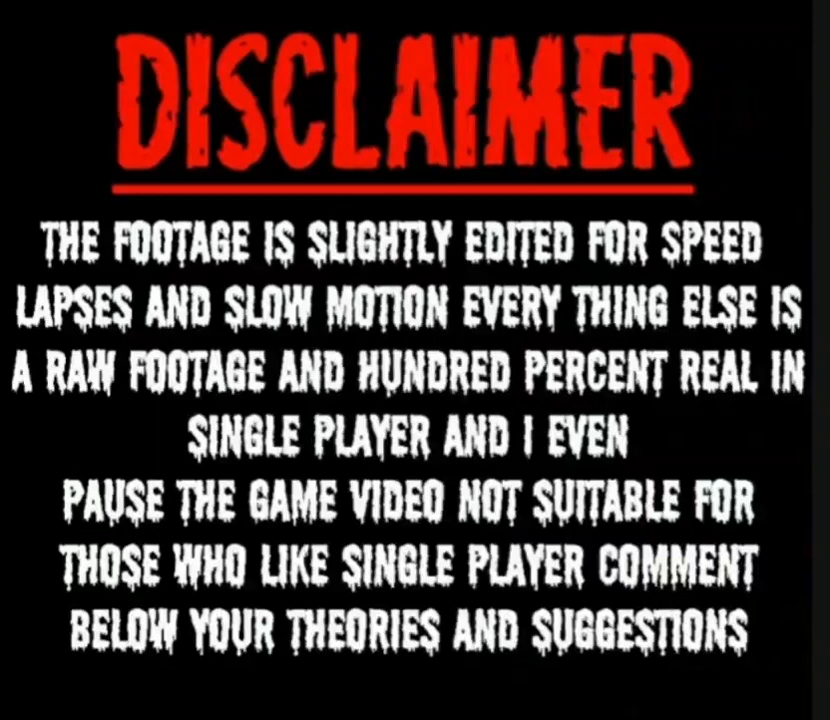 DISCLAIMER
THE FOOTAGE IS SLIGHTLY EDITED FOR SPEED
LAPSES AND SLOW MOTION EVERY THING ELSE IS
A RAW FOOTAGE AND HUNDRED PERCENT REAL IN
SINGLE PLAYER AND I EVEN
PAUSE THE GAME VIDEO NOT SUITABLE FOR
THOSE WHO LIKE SINGLE PLAYER COMMENT
BELOW YOUR THEORIES AND SUGGESTIONS